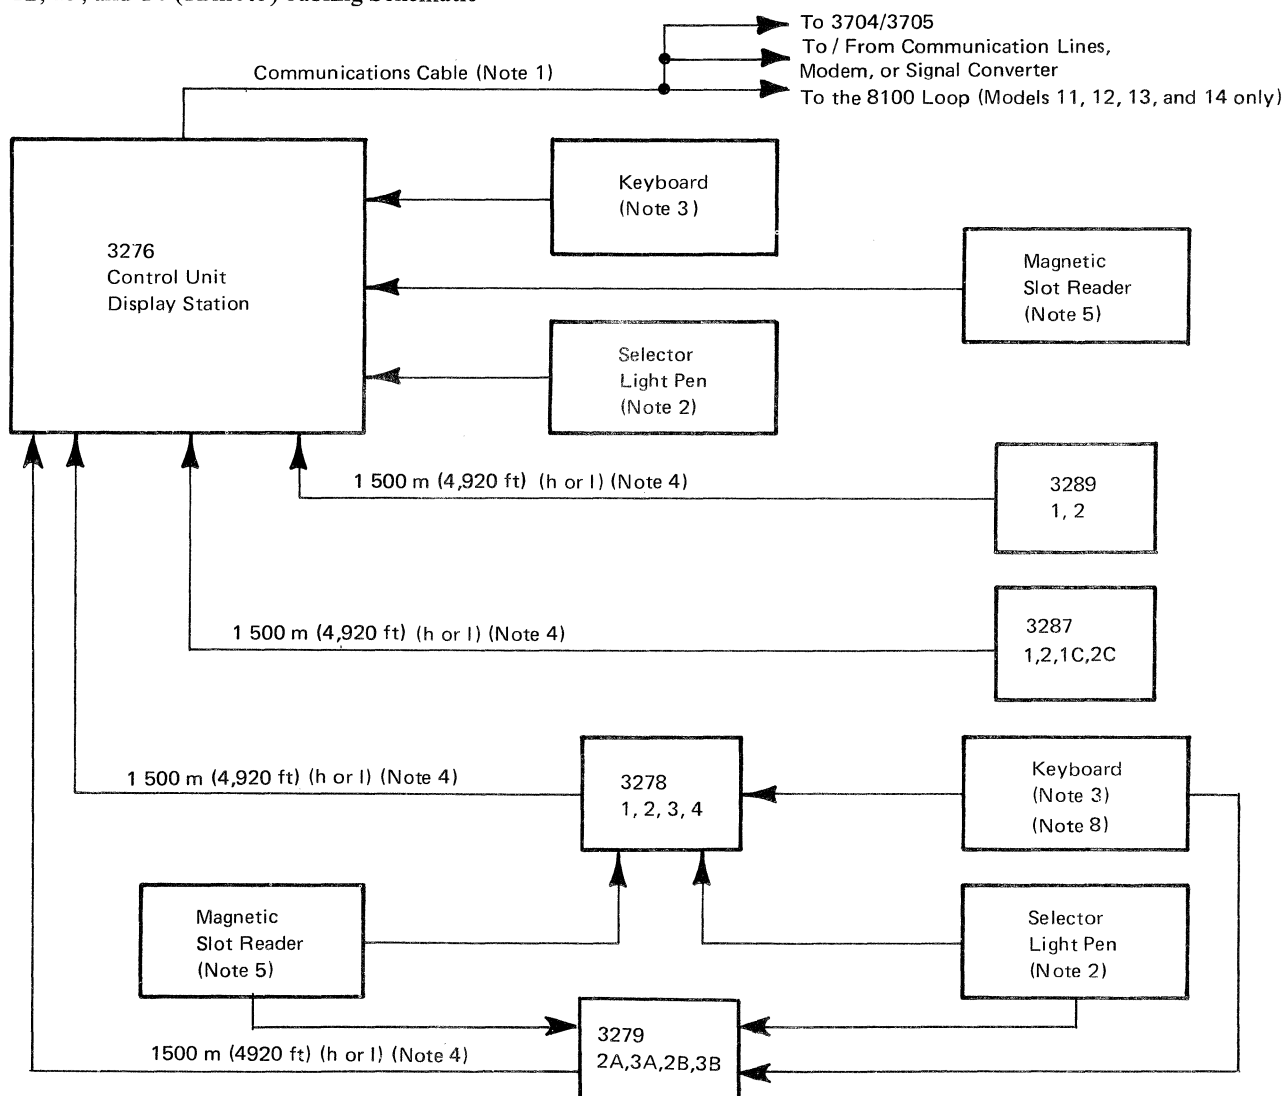 Cabling Schematic
To 3704/3705
To / From Communication Lines,
Modem, or Signal Converter
To the 8100 Loop (Models 11, 12, 13, and 14 only)
Communications Cable (Note 1)
3276
Control Unit
Display Station
Keyboard
(Note 3)
Magnetic
Slot Reader
(Note 5)
Selector
Light Pen
(Note 2)
1 500 m (4,920 ft) (h or l) (Note 4)
3289
1, 2
1 500 m (4,920 ft) (h or l) (Note 4)
3287
1,2,1C,2C
1 500 m (4,920 ft) (h or l) (Note 4)
3278
1, 2, 3, 4
Keyboard
(Note 3)
(Note 8)
Magnetic
Slot Reader
(Note 5)
Selector
Light Pen
(Note 2)
1500 m (4920 ft) (h or l) (Note 4)
3279
2A,3A,2B,3B